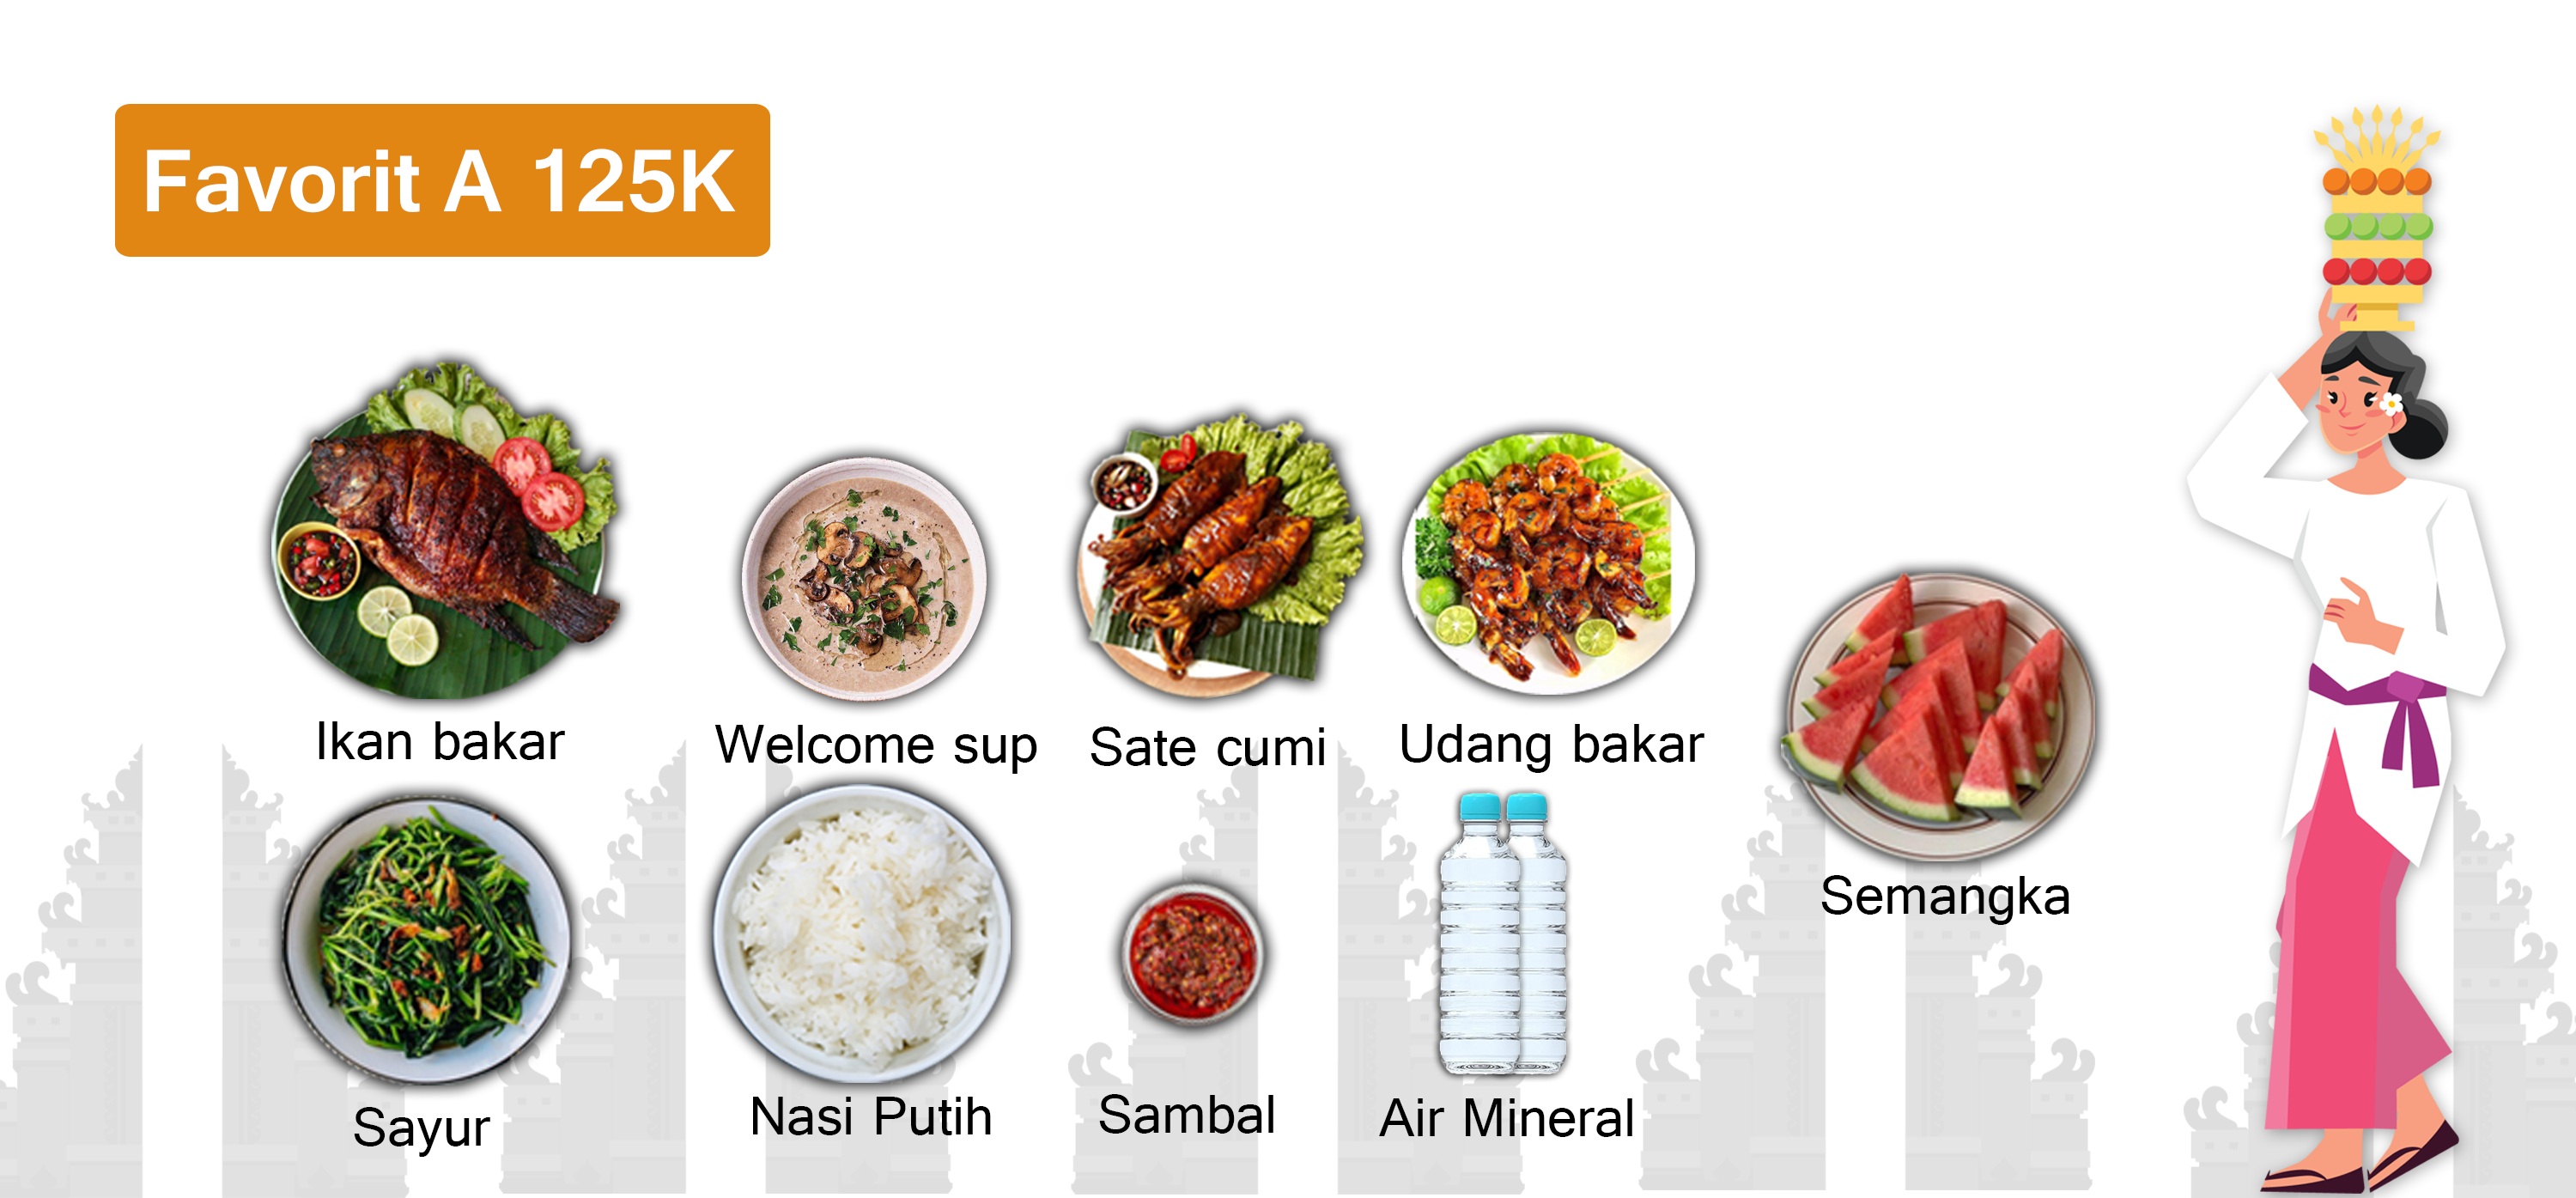 Favorit A 125K
Ikan bakar
Welcome sup
Sate cumi
Udang bakar
Semangka
Sayur
Nasi Putih
Sambal
Air Mineral